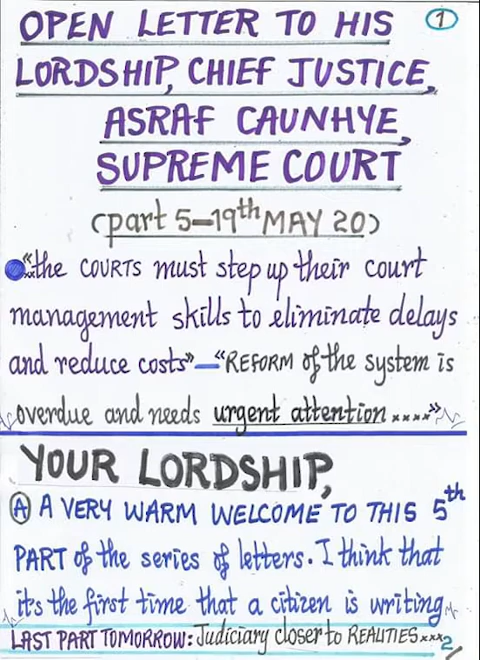 OPEN LETTER TO HIS ①
LORDSHIP, CHIEF JUSTICE,
ASRAF CAUNHYE,
SUPREME COURT
(part 5-19th MAY 20)
"the COURTS must step up their court
management skills to eliminate delays
and reduce costs" — "REFORM of the system is
overdue and needs urgent attention xxxx"
YOUR LORDSHIP,
Ⓐ A VERY WARM WELCOME TO THIS 5th
PART of the series of letters. I think that
it's the first time that a citizen is writing
LAST PART TOMORROW: Judiciary closer to REALITIES xxx 2